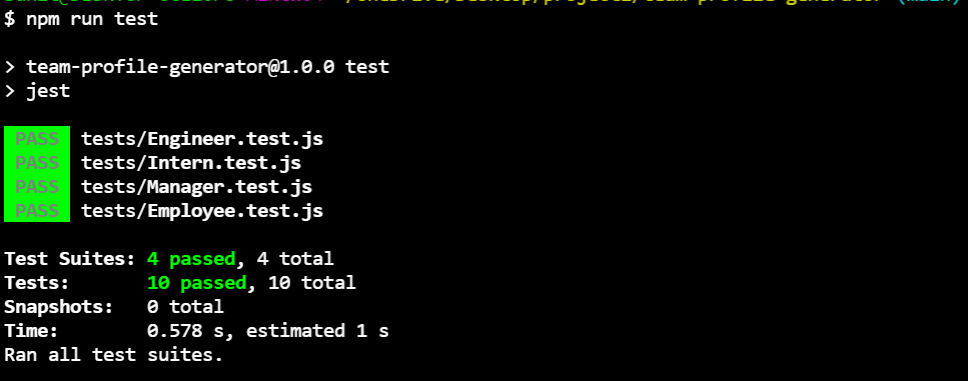 $ npm run test
> team-profile-generator@1.0.0 test
> jest
PASS tests/Engineer.test.js
PASS tests/Intern.test.js
PASS tests/Manager.test.js
PASS tests/Employee.test.js
Test Suites: 4 passed, 4 total
Tests: 10 passed, 10 total
Snapshots: 0 total
Time: 0.578 s, estimated 1 s
Ran all test suites.